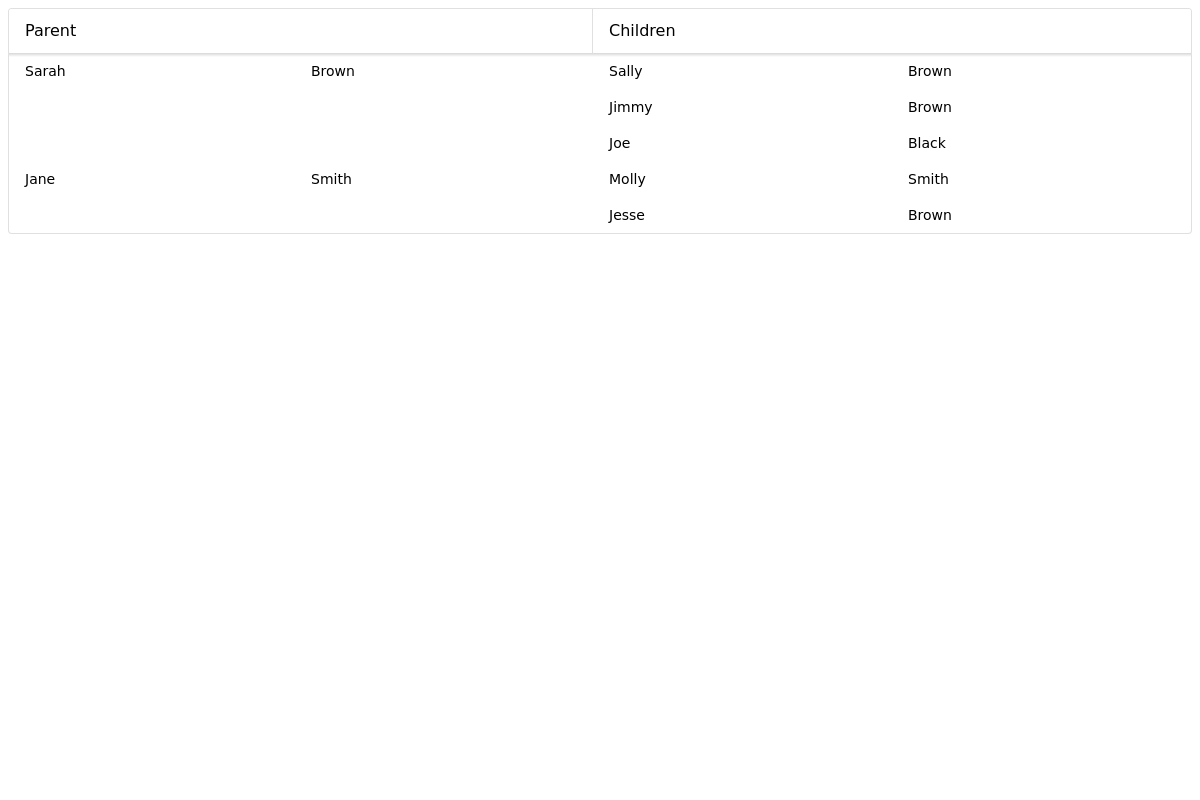 Parent Children
Sarah Brown Sally Brown
Jimmy Brown
Joe Black
Jane Smith Molly Smith
Jesse Brown